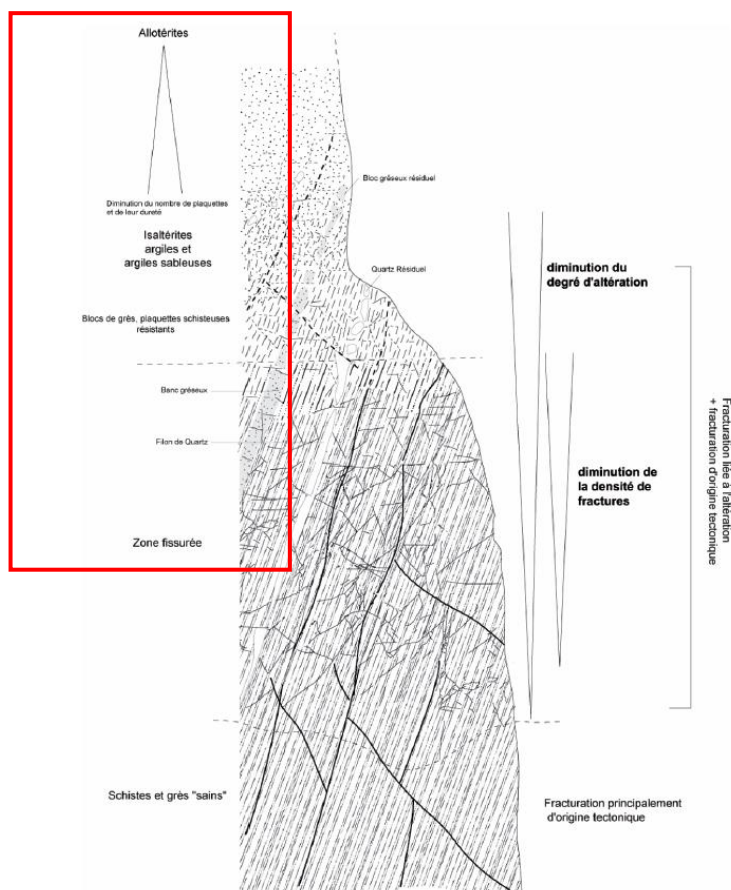 Allotérites
Diminution du nombre de plaquettes
et de leur dureté
Isaltérites
argiles et
argiles sableuses
Blocs de grès, plaquettes schisteuses
résistants
Banc gréseux
Filon de Quartz
Zone fissurée
Schistes et grès "sains"
Bloc gréseux résiduel
Quartz Résiduel
diminution du
degré d'altération
diminution de
la densité de
fractures
Fracturation liée à l'altération
+ fracturation d'origine tectonique
Fracturation principalement
d'origine tectonique